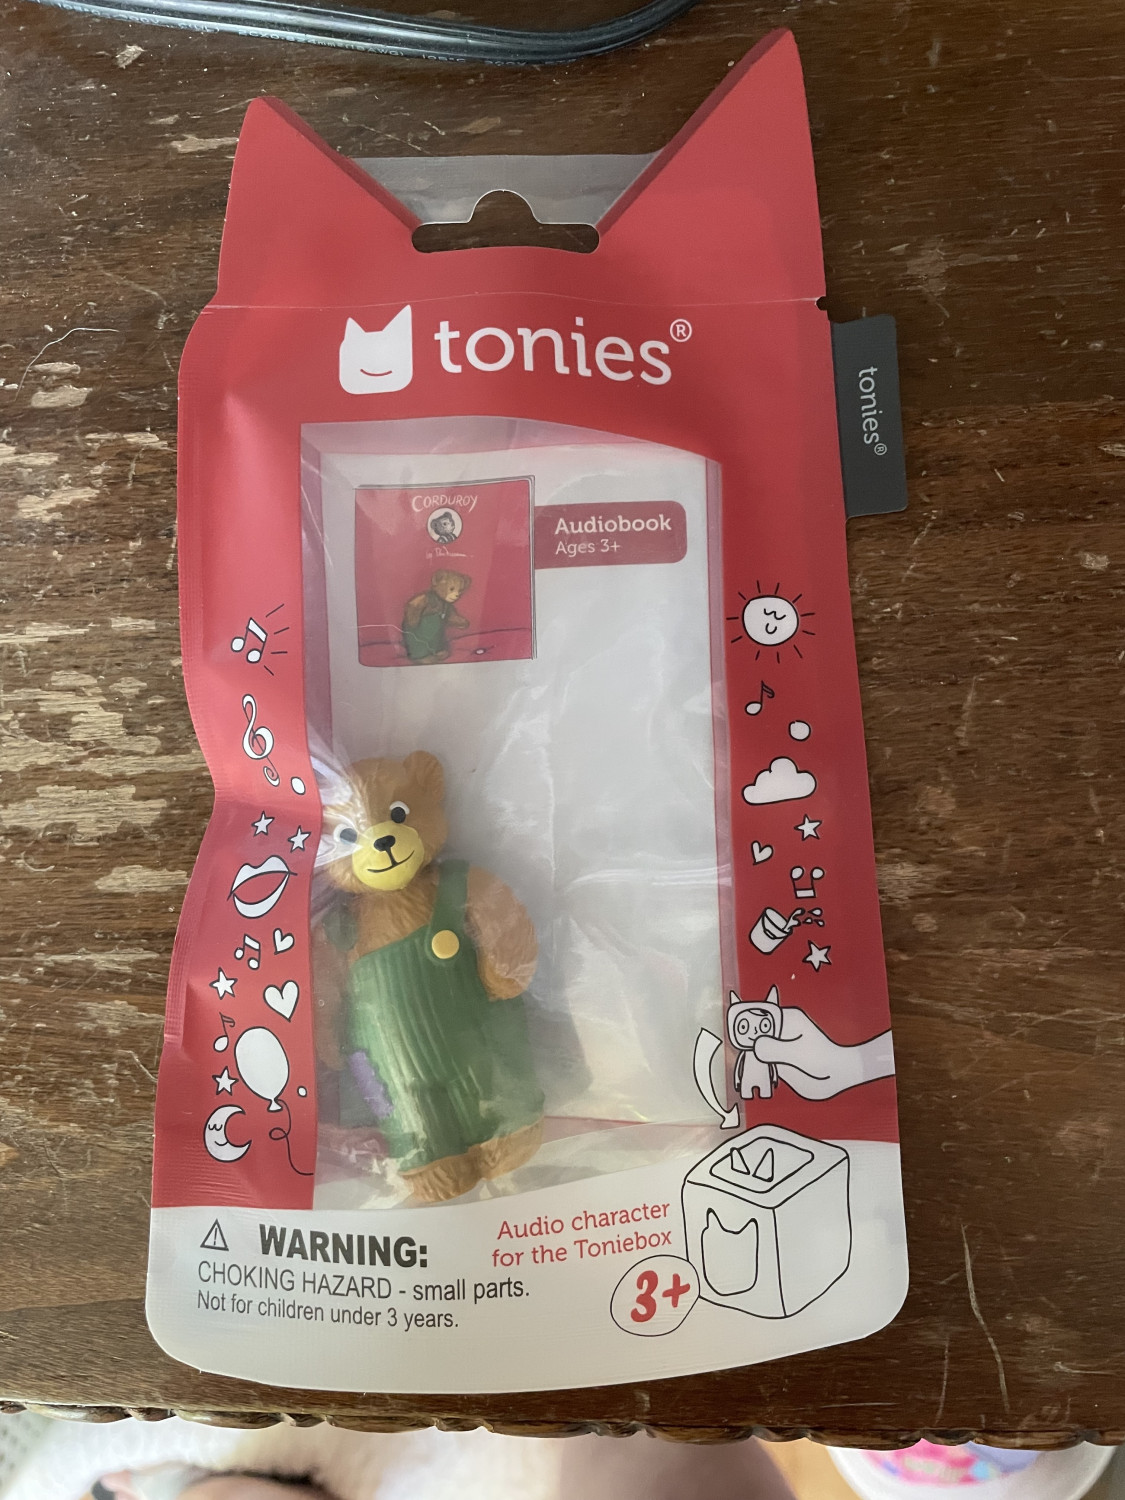 tonies®
tonies®
CORDUROY
Audiobook
Ages 3+
Audio character
for the Toniebox
3+
WARNING:
CHOKING HAZARD - small parts.
Not for children under 3 years.